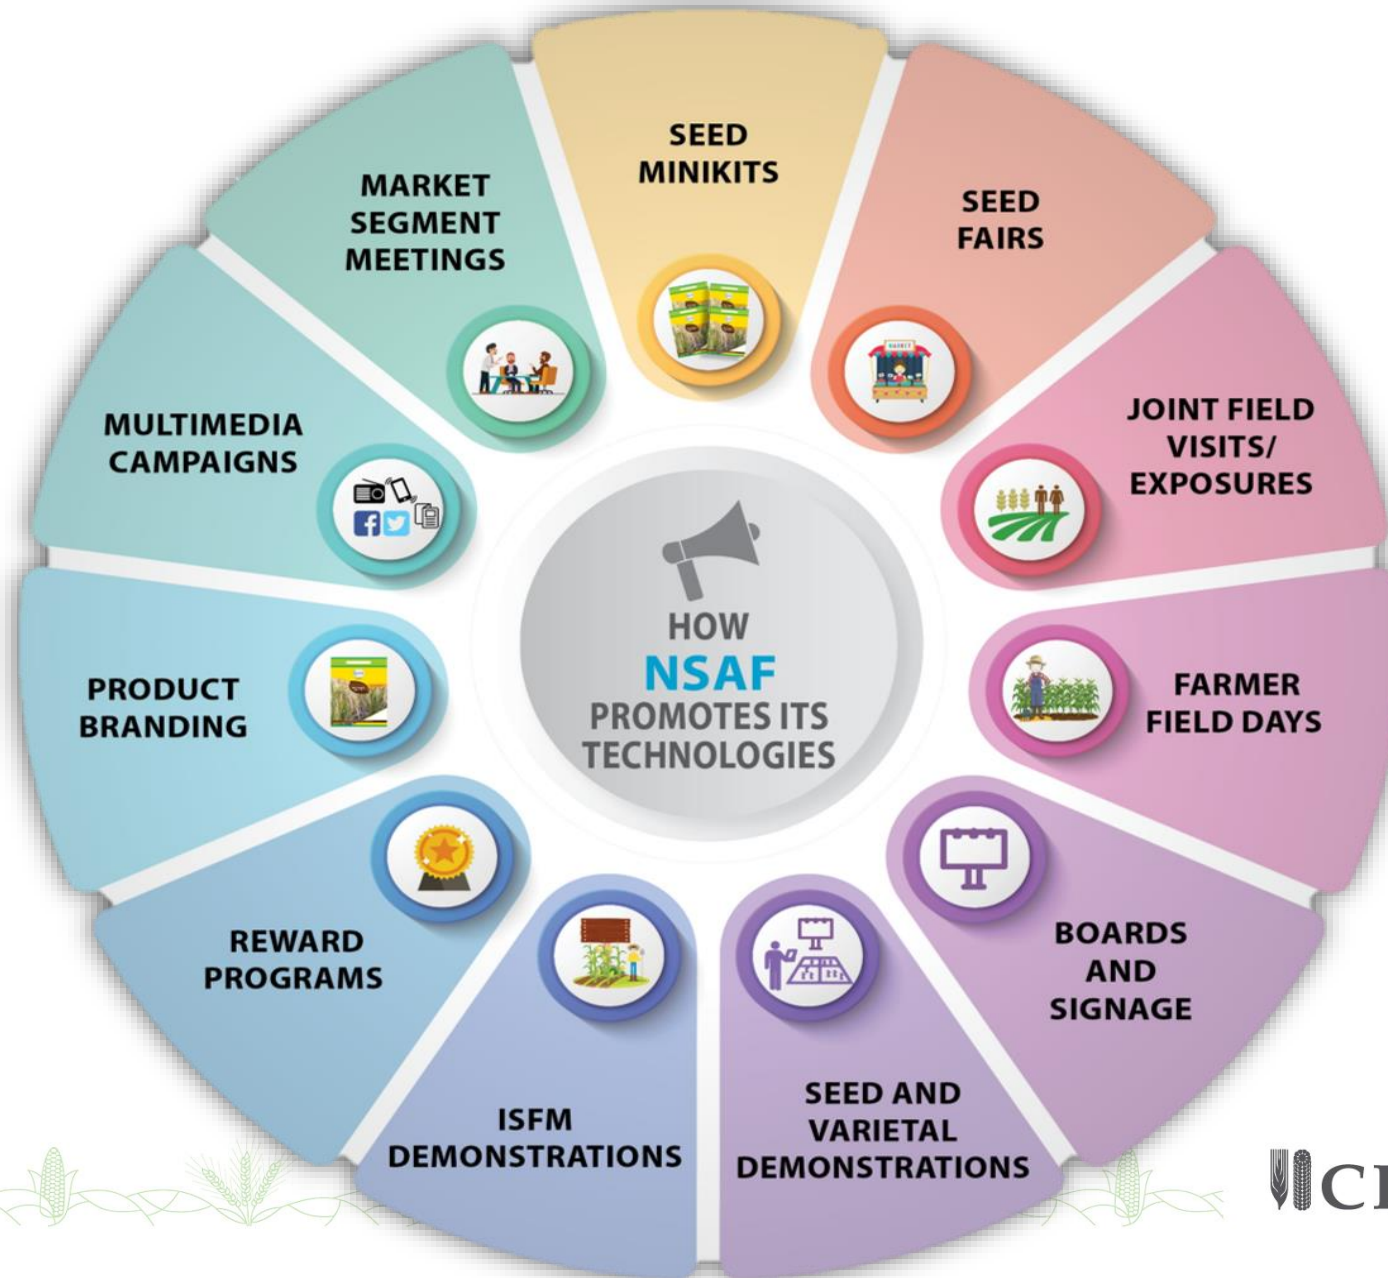 SEED
MINIKITS
SEED
FAIRS
JOINT FIELD
VISITS/
EXPOSURES
FARMER
FIELD DAYS
BOARDS
AND
SIGNAGE
SEED AND
VARIETAL
DEMONSTRATIONS
ISFM
DEMONSTRATIONS
REWARD
PROGRAMS
PRODUCT
BRANDING
MULTIMEDIA
CAMPAIGNS
MARKET
SEGMENT
MEETINGS
HOW
NSAF
PROMOTES ITS
TECHNOLOGIES
MARKET